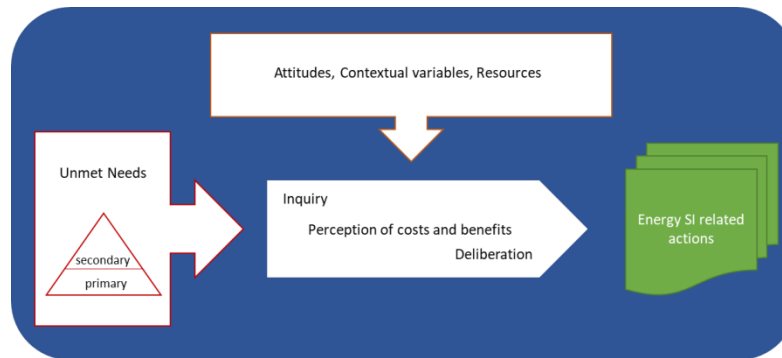 Attitudes, Contextual variables, Resources
Unmet Needs
secondary
primary
Inquiry
Perception of costs and benefits
Deliberation
Energy SI related
actions